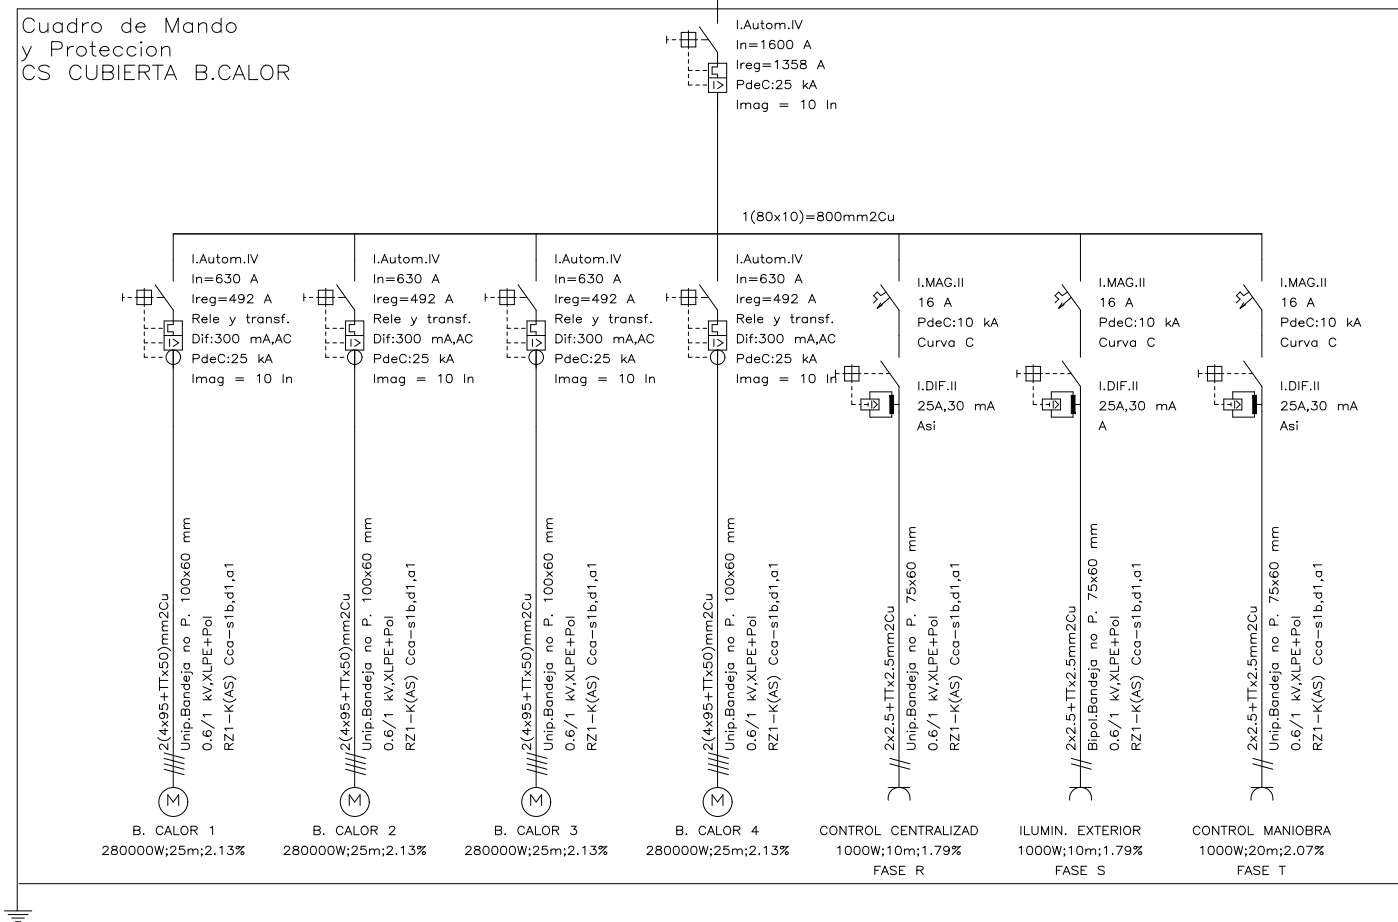 Cuadro de Mando
y Proteccion
CS CUBIERTA B.CALOR
I.Autom.IV
In=1600 A
Ireg=1358 A
PdeC:25 kA
Imag = 10 In
1(80x10)=800mm2Cu
I.Autom.IV
In=630 A
Ireg=492 A
Rele y transf.
Dif:300 mA,AC
PdeC:25 kA
Imag = 10 In
2(4x95+TTx50)mm2Cu
Unip.Bandeja no P. 100x60 mm
0.6/1 kV,XLPE+Pol
RZ1-K(AS) Cca-s1b,d1,a1
M
B. CALOR 1
280000W;25m;2.13%
I.Autom.IV
In=630 A
Ireg=492 A
Rele y transf.
Dif:300 mA,AC
PdeC:25 kA
Imag = 10 In
2(4x95+TTx50)mm2Cu
Unip.Bandeja no P. 100x60 mm
0.6/1 kV,XLPE+Pol
RZ1-K(AS) Cca-s1b,d1,a1
M
B. CALOR 2
280000W;25m;2.13%
I.Autom.IV
In=630 A
Ireg=492 A
Rele y transf.
Dif:300 mA,AC
PdeC:25 kA
Imag = 10 In
2(4x95+TTx50)mm2Cu
Unip.Bandeja no P. 100x60 mm
0.6/1 kV,XLPE+Pol
RZ1-K(AS) Cca-s1b,d1,a1
M
B. CALOR 3
280000W;25m;2.13%
I.Autom.IV
In=630 A
Ireg=492 A
Rele y transf.
Dif:300 mA,AC
PdeC:25 kA
Imag = 10 In
2(4x95+TTx50)mm2Cu
Unip.Bandeja no P. 100x60 mm
0.6/1 kV,XLPE+Pol
RZ1-K(AS) Cca-s1b,d1,a1
M
B. CALOR 4
280000W;25m;2.13%
I.MAG.II
16 A
PdeC:10 kA
Curva C
I.DIF.II
25A,30 mA
Asi
2x2.5+TTx2.5mm2Cu
Unip.Bandeja no P. 75x60 mm
0.6/1 kV,XLPE+Pol
RZ1-K(AS) Cca-s1b,d1,a1
CONTROL CENTRALIZAD
1000W;10m;1.79%
FASE R
I.MAG.II
16 A
PdeC:10 kA
Curva C
I.DIF.II
25A,30 mA
A
2x2.5+TTx2.5mm2Cu
Bipol.Bandeja no P. 75x60 mm
0.6/1 kV,XLPE+Pol
RZ1-K(AS) Cca-s1b,d1,a1
ILUMIN. EXTERIOR
1000W;10m;1.79%
FASE S
I.MAG.II
16 A
PdeC:10 kA
Curva C
I.DIF.II
25A,30 mA
Asi
2x2.5+TTx2.5mm2Cu
Unip.Bandeja no P. 75x60 mm
0.6/1 kV,XLPE+Pol
RZ1-K(AS) Cca-s1b,d1,a1
CONTROL MANIOBRA
1000W;20m;2.07%
FASE T